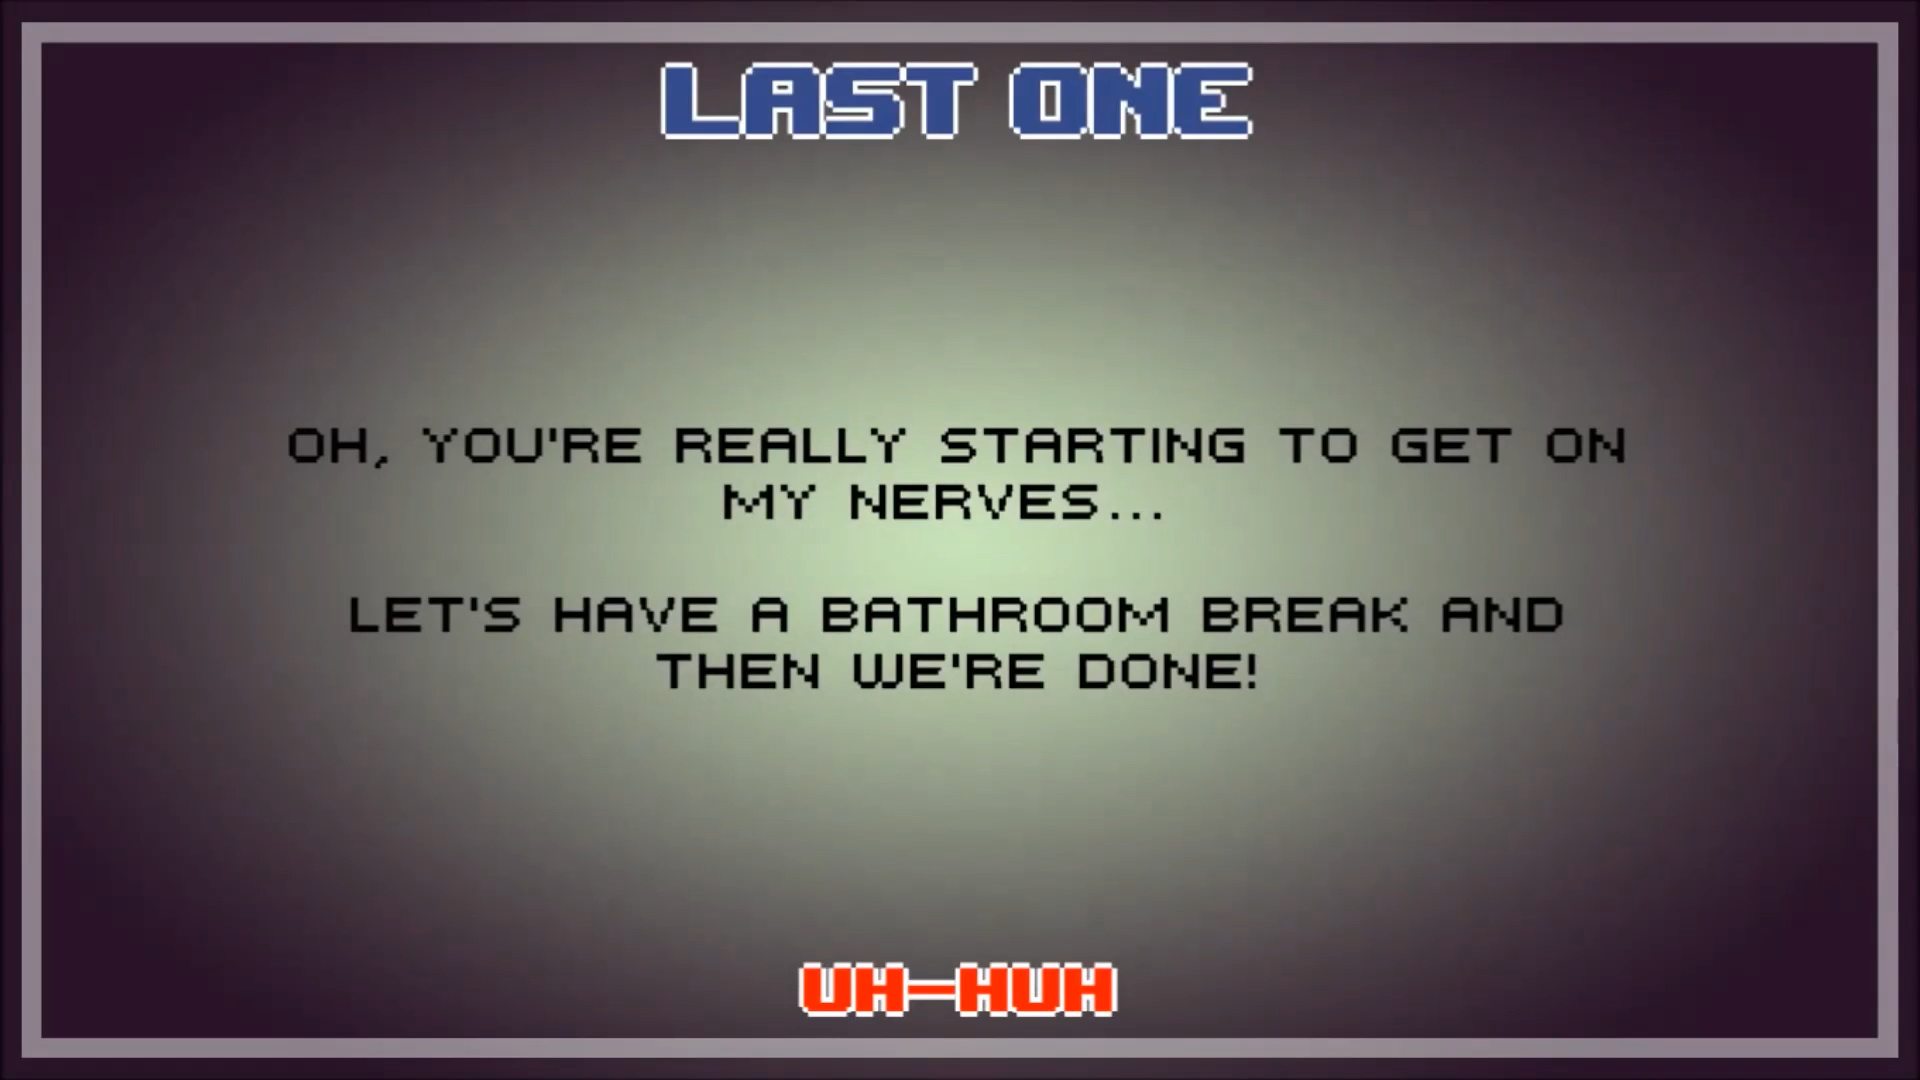 LAST ONE
OH, YOU'RE REALLY STARTING TO GET ON
MY NERVES...
LET'S HAVE A BATHROOM BREAK AND
THEN WE'RE DONE!
UH-HUH